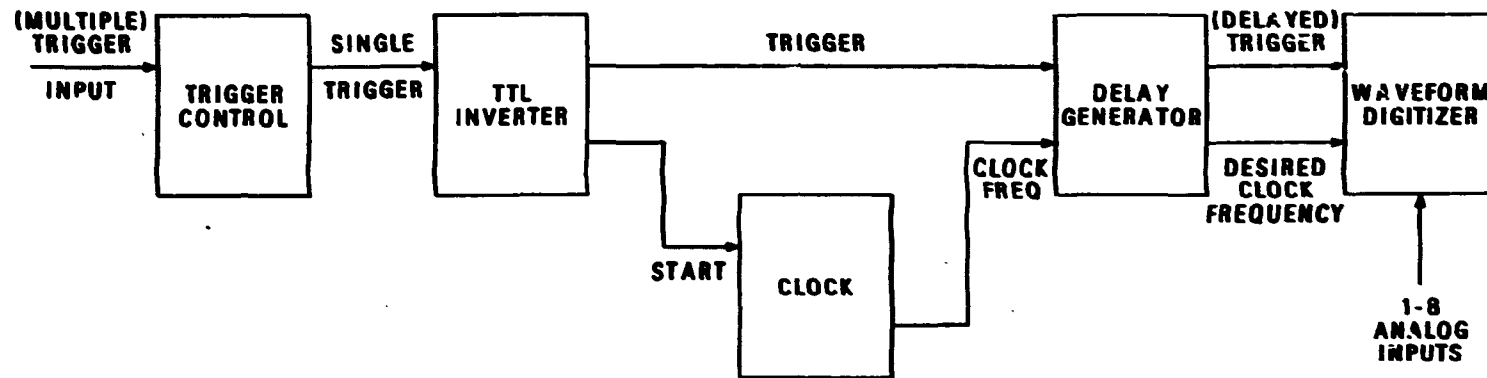 (MULTIPLE)
TRIGGER
INPUT
TRIGGER
CONTROL
SINGLE
TRIGGER
TTL
INVERTER
TRIGGER
START
CLOCK
CLOCK
FREQ
DELAY
GENERATOR
(DELAYED)
TRIGGER
DESIRED
CLOCK
FREQUENCY
WAVEFORM
DIGITIZER
1-8
ANALOG
INPUTS